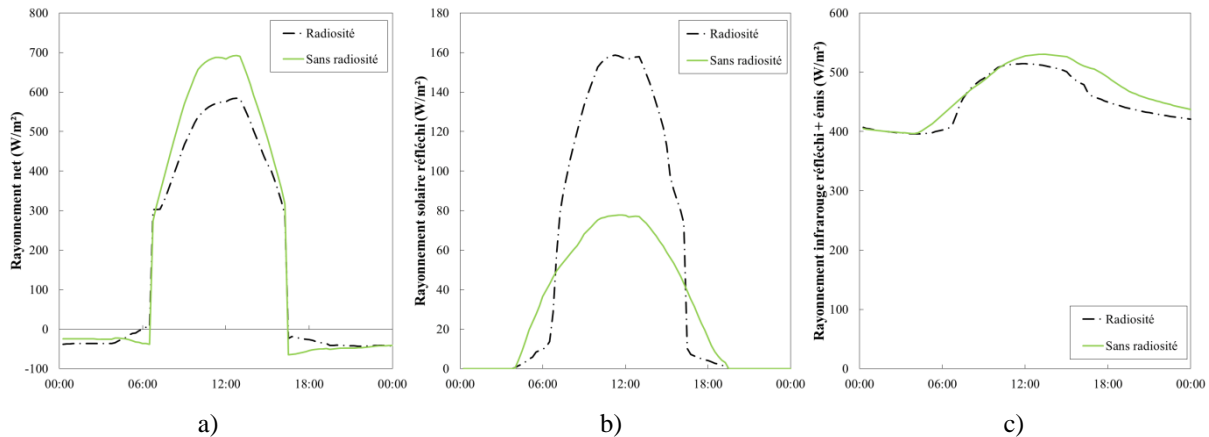 Rayonnement net (W/m²)
800
700
600
500
400
300
200
100
0
-100
00:00 06:00 12:00 18:00 00:00
Radiosité
Sans radiosité
a)
Rayonnement solaire réfléchi (W/m²)
180
160
140
120
100
80
60
40
20
0
00:00 06:00 12:00 18:00 00:00
Radiosité
Sans radiosité
b)
Rayonnement infrarouge réfléchi + émis (W/m²)
600
500
400
300
200
100
0
00:00 06:00 12:00 18:00 00:00
Radiosité
Sans radiosité
c)